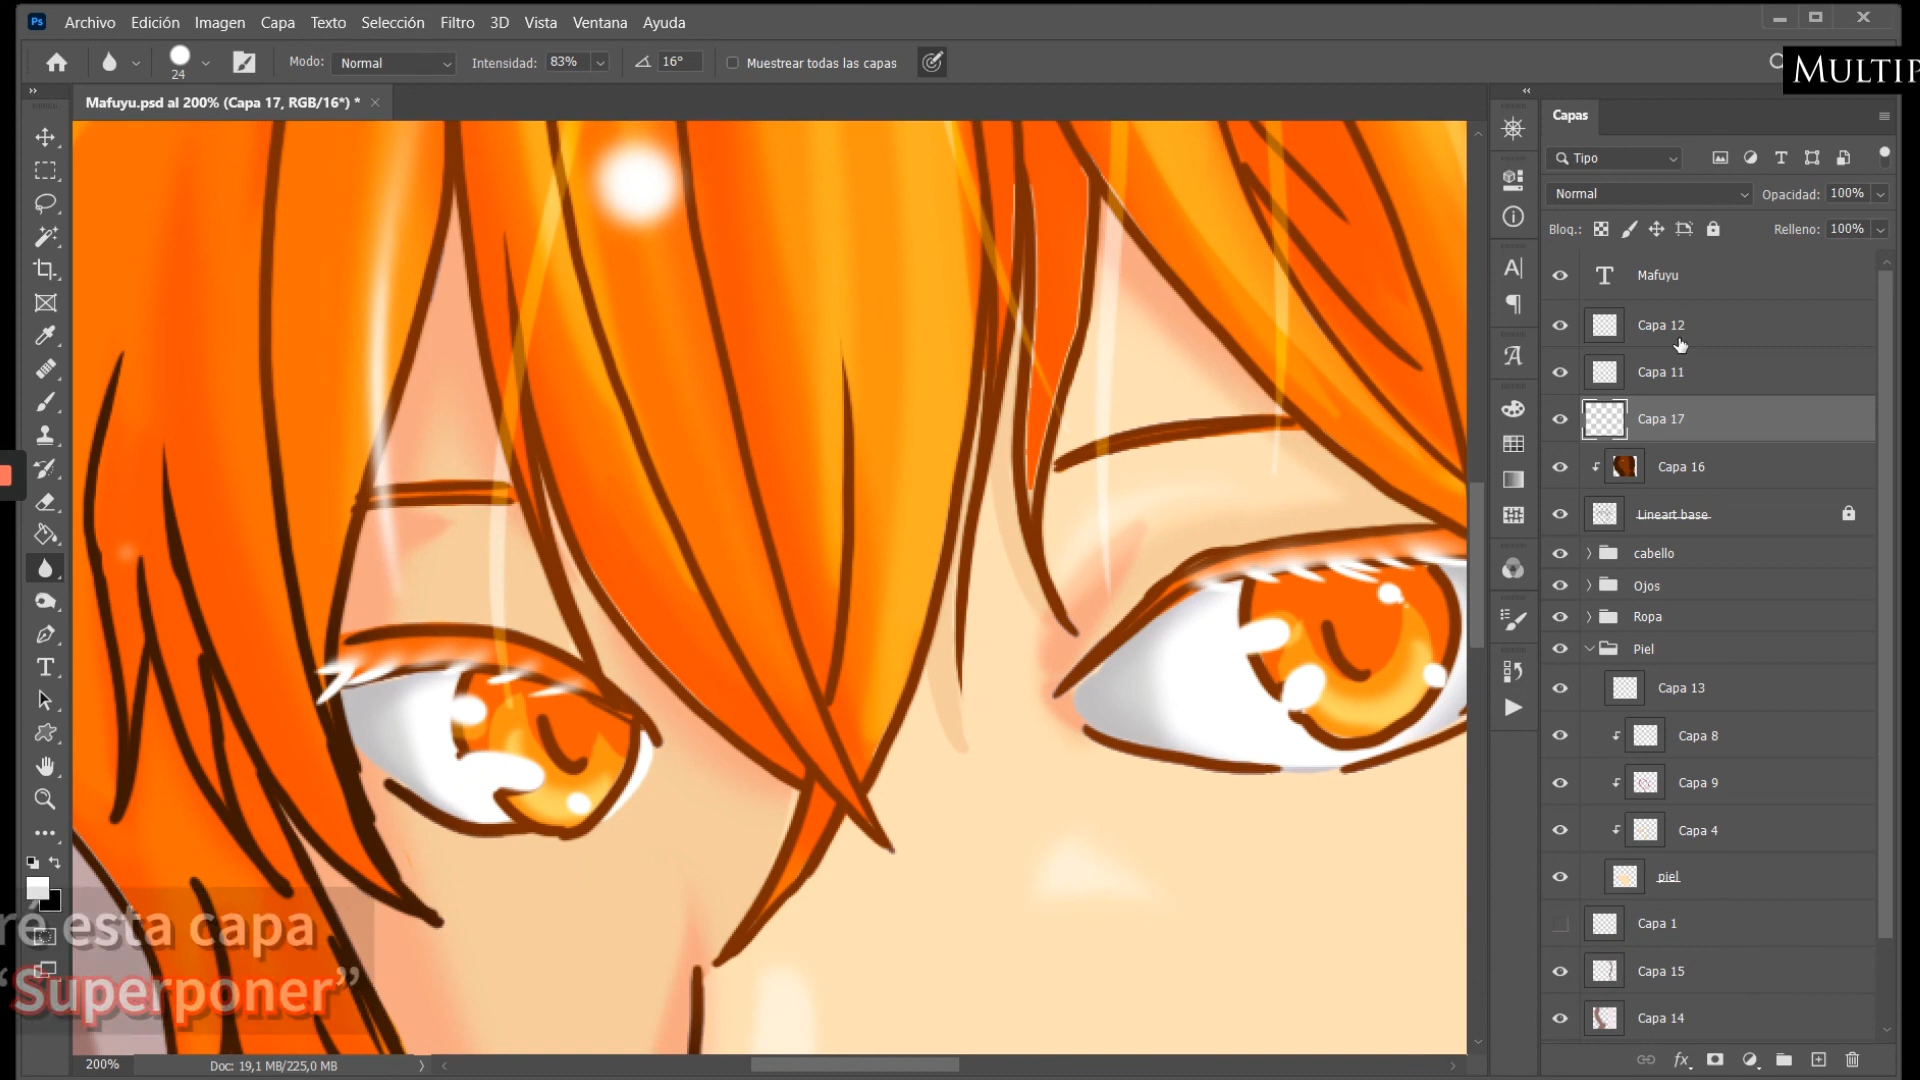 Ps Archivo Edición Imagen Capa Texto Selección Filtro 3D Vista Ventana Ayuda
24 Modo: Normal Intensidad: 83% 16° Muestrear todas las capas
MULTIP
Mafuyu.psd al 200% (Capa 17, RGB/16*) *
Capas
Tipo
Normal Opacidad: 100%
Bloq.: Relleno: 100%
Mafuyu
Capa 12
Capa 11
Capa 17
Capa 16
Lineart base
cabello
Ojos
Ropa
Piel
Capa 13
Capa 8
Capa 9
Capa 4
piel
Capa 1
Capa 15
Capa 14
ré esta capa
“Superponer”
200% Doc: 19,1 MB/225,0 MB
fx